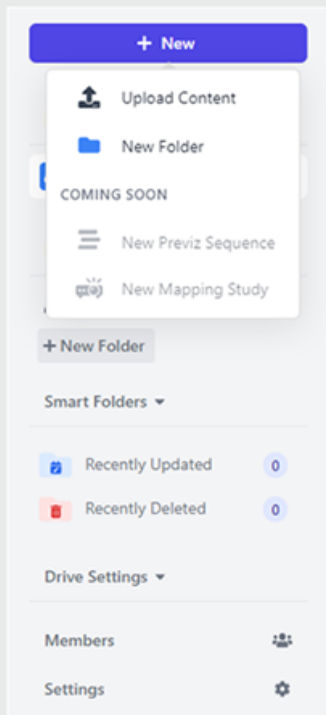 + New
Upload Content
New Folder
COMING SOON
New Previz Sequence
New Mapping Study
+ New Folder
Smart Folders
Recently Updated 0
Recently Deleted 0
Drive Settings
Members
Settings